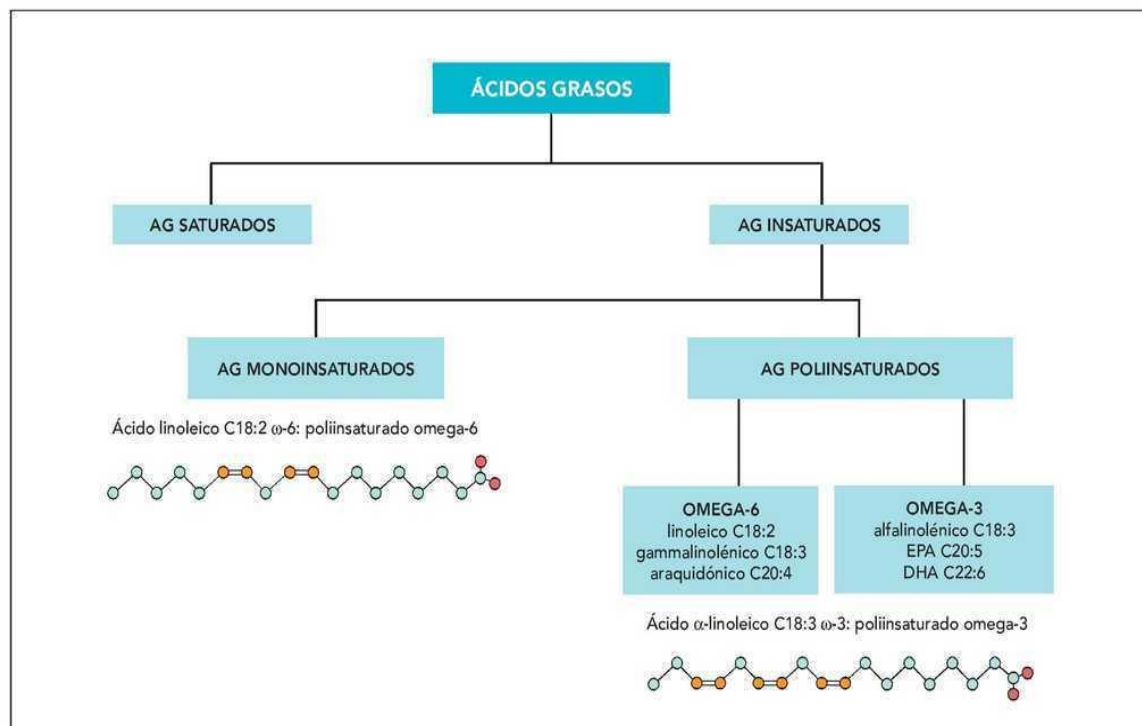 ÁCIDOS GRASOS
AG SATURADOS
AG INSATURADOS
AG MONOINSATURADOS
AG POLIINSATURADOS
Ácido linoleico C18:2 ω-6: poliinsaturado omega-6
OMEGA-6
linoleico C18:2
gammalinolénico C18:3
araquidónico C20:4
OMEGA-3
alfalinolénico C18:3
EPA C20:5
DHA C22:6
Ácido α-linoleico C18:3 ω-3: poliinsaturado omega-3